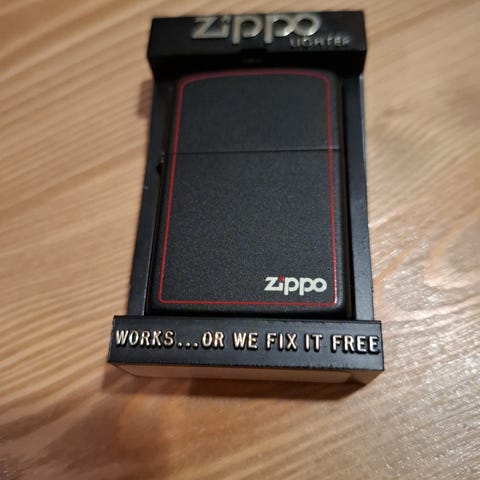 Zippo
LIGHTER
Zippo
WORKS...OR WE FIX IT FREE